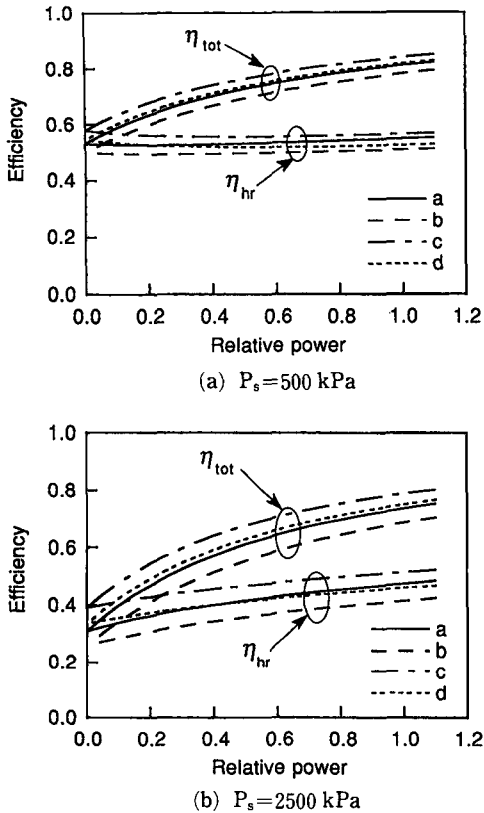 1.0
0.8
0.6
0.4
0.2
0.0
Efficiency
η_tot
η_hr
a
b
c
d
0.0 0.2 0.4 0.6 0.8 1.0 1.2
Relative power
(a) P_s=500 kPa
1.0
0.8
0.6
0.4
0.2
0.0
Efficiency
η_tot
η_hr
a
b
c
d
0.0 0.2 0.4 0.6 0.8 1.0 1.2
Relative power
(b) P_s=2500 kPa